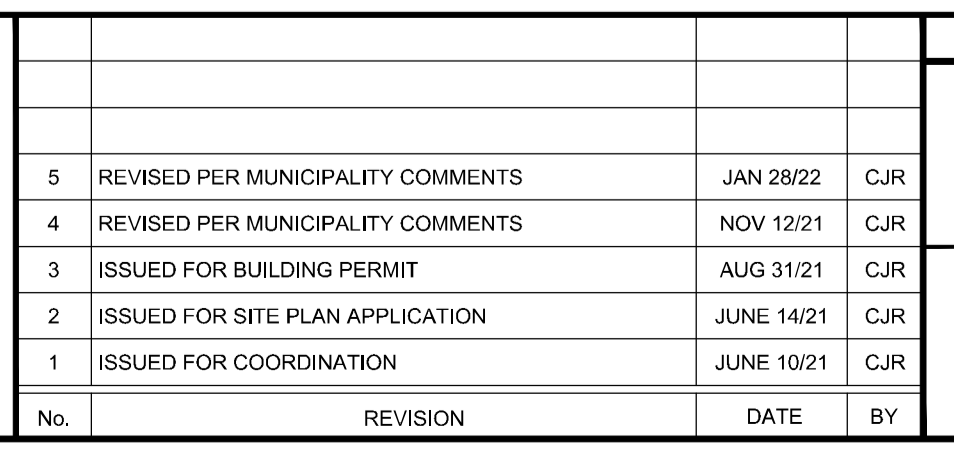 5 REVISED PER MUNICIPALITY COMMENTS JAN 28/22 CJR
4 REVISED PER MUNICIPALITY COMMENTS NOV 12/21 CJR
3 ISSUED FOR BUILDING PERMIT AUG 31/21 CJR
2 ISSUED FOR SITE PLAN APPLICATION JUNE 14/21 CJR
1 ISSUED FOR COORDINATION JUNE 10/21 CJR
No. REVISION DATE BY